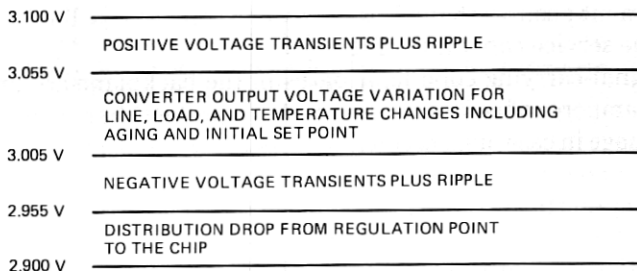 3.100 V
POSITIVE VOLTAGE TRANSIENTS PLUS RIPPLE
3.055 V
CONVERTER OUTPUT VOLTAGE VARIATION FOR
LINE, LOAD, AND TEMPERATURE CHANGES INCLUDING
AGING AND INITIAL SET POINT
3.005 V
NEGATIVE VOLTAGE TRANSIENTS PLUS RIPPLE
2.955 V
DISTRIBUTION DROP FROM REGULATION POINT
TO THE CHIP
2.900 V